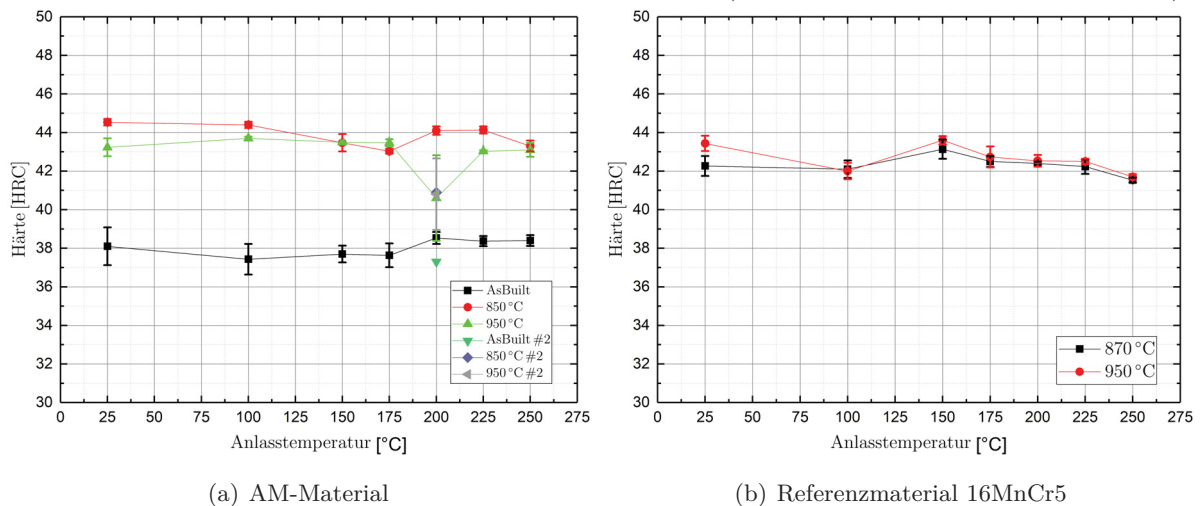 50
48
46
44
42
40
38
36
34
32
30
Härte [HRC]
0 25 50 75 100 125 150 175 200 225 250 275
Anlasstemperatur [°C]
AsBuilt
850 °C
950 °C
AsBuilt #2
850 °C #2
950 °C #2
(a) AM-Material
50
48
46
44
42
40
38
36
34
32
30
Härte [HRC]
0 25 50 75 100 125 150 175 200 225 250 275
Anlasstemperatur [°C]
870 °C
950 °C
(b) Referenzmaterial 16MnCr5